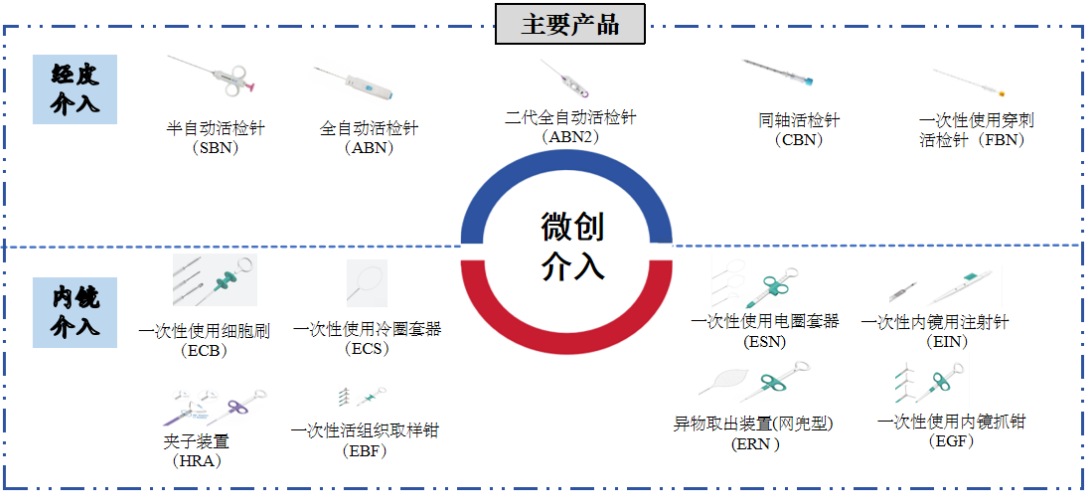 主要产品
经皮
介入
半自动活检针
（SBN）
全自动活检针
（ABN）
二代全自动活检针
（ABN2）
同轴活检针
（CBN）
一次性使用穿刺
活检针（FBN）
微创
介入
内镜
介入
一次性使用细胞刷
(ECB)
一次性使用冷圈套器
(ECS)
一次性使用电圈套器
(ESN)
一次性内镜用注射针
(EIN)
夹子装置
(HRA)
一次性活组织取样钳
(EBF)
异物取出装置(网兜型)
(ERN )
一次性使用内镜抓钳
(EGF)